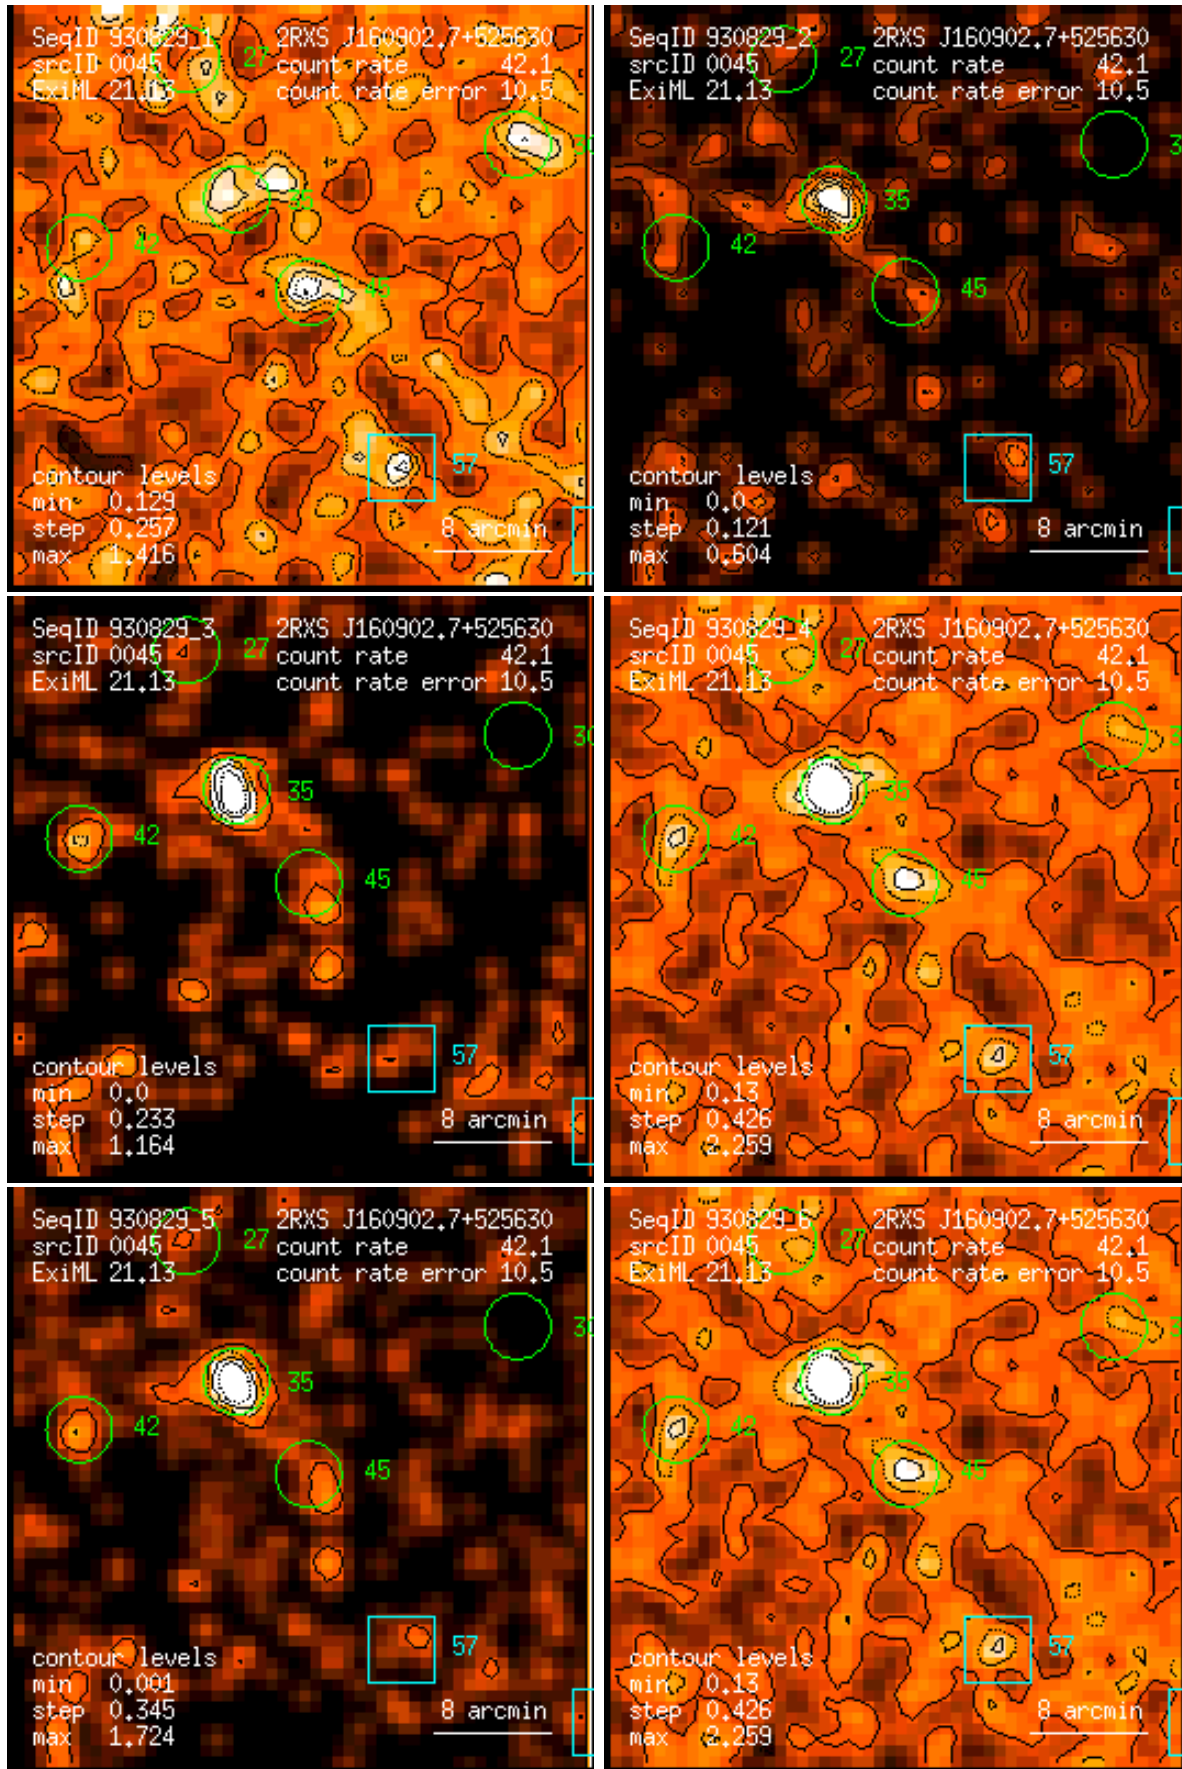 SeqID 930829_1 2RXS J160902.7+525630
srcID 0045 27 count rate 42.1
ExiML 21.13 count rate error 10.5
35
42
45
57
contour levels
min 0.129
step 0.257 8 arcmin
max 1.416
SeqID 930829_2 2RXS J160902.7+525630
srcID 0045 27 count rate 42.1
ExiML 21.13 count rate error 10.5
35
42
45
57
contour levels
min 0.0
step 0.121 8 arcmin
max 0.604
SeqID 930829_3 2RXS J160902.7+525630
srcID 0045 27 count rate 42.1
ExiML 21.13 count rate error 10.5
35
42
45
57
contour levels
min 0.0
step 0.233 8 arcmin
max 1.164
SeqID 930829_4 2RXS J160902.7+525630
srcID 0045 27 count rate 42.1
ExiML 21.13 count rate error 10.5
35
42
45
57
contour levels
min 0.13
step 0.426 8 arcmin
max 2.259
SeqID 930829_5 2RXS J160902.7+525630
srcID 0045 27 count rate 42.1
ExiML 21.13 count rate error 10.5
35
42
45
57
contour levels
min 0.001
step 0.345 8 arcmin
max 1.724
SeqID 930829_6 2RXS J160902.7+525630
srcID 0045 27 count rate 42.1
ExiML 21.13 count rate error 10.5
35
42
45
57
contour levels
min 0.13
step 0.426 8 arcmin
max 2.259